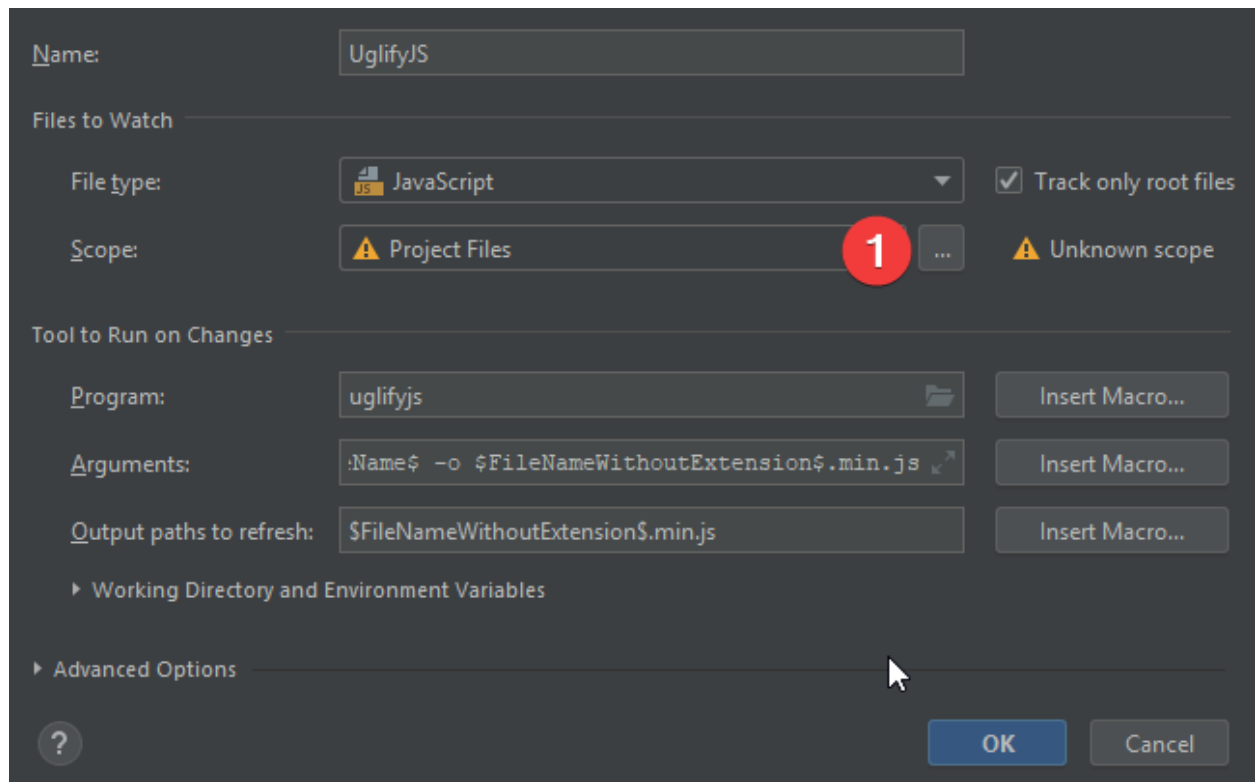 Name: UglifyJS
Files to Watch
File type: JS JavaScript Track only root files
Scope: Project Files 1 ... Unknown scope
Tool to Run on Changes
Program: uglifyjs Insert Macro...
Arguments: :Name$ -o $FileNameWithoutExtension$.min.js Insert Macro...
Output paths to refresh: $FileNameWithoutExtension$.min.js Insert Macro...
Working Directory and Environment Variables
Advanced Options
? OK Cancel